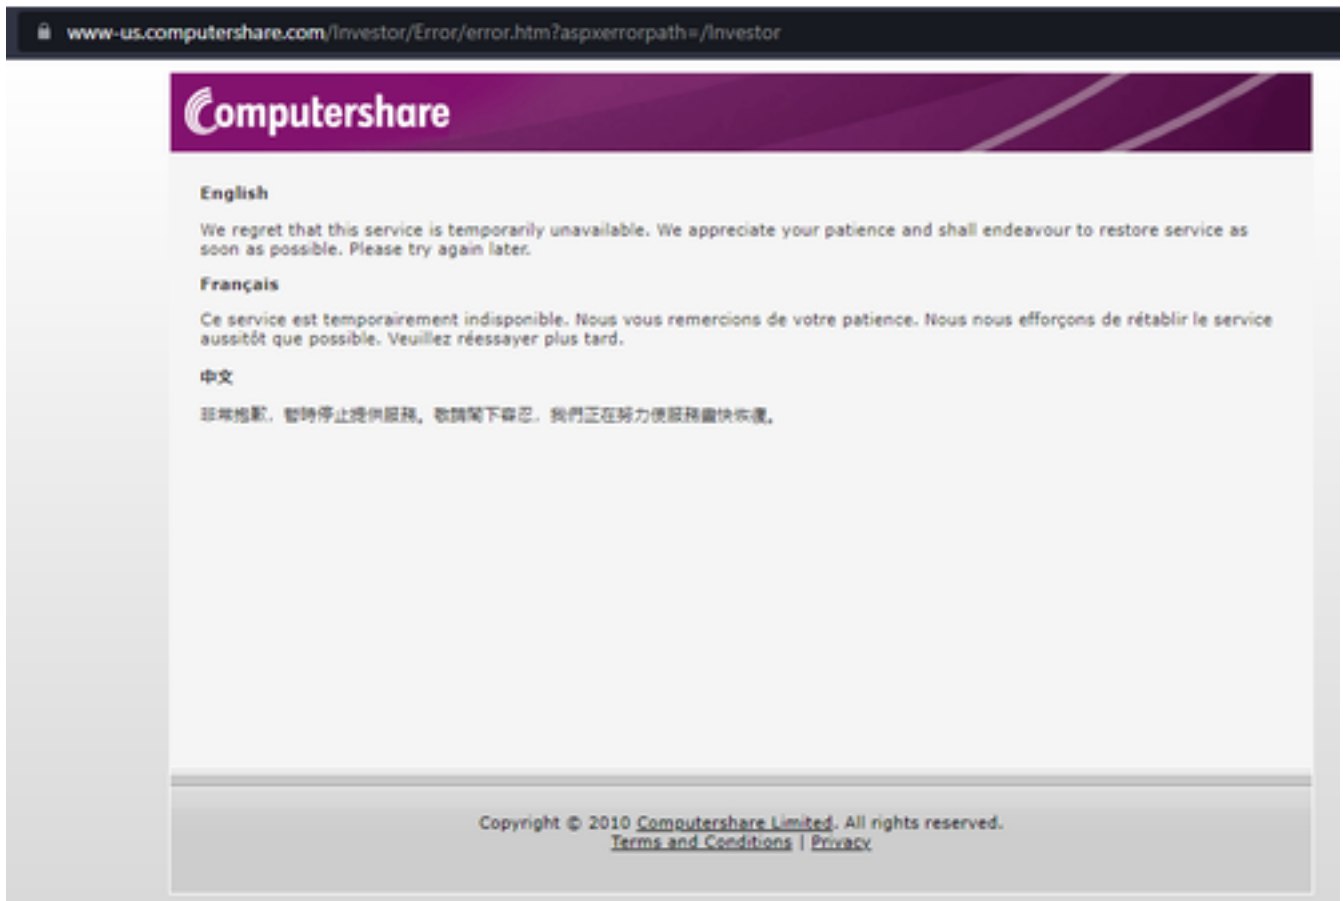 www-us.computershare.com/Investor/Error/error.htm?aspxerrorpath=/Investor
Computershare
English
We regret that this service is temporarily unavailable. We appreciate your patience and shall endeavour to restore service as
soon as possible. Please try again later.
Français
Ce service est temporairement indisponible. Nous vous remercions de votre patience. Nous nous efforçons de rétablir le service
aussitôt que possible. Veuillez réessayer plus tard.
中文
非常抱歉，暫時停止提供服務。敬請閣下容忍，我們正在努力使服務盡快恢復。
Copyright © 2010 Computershare Limited. All rights reserved.
Terms and Conditions | Privacy